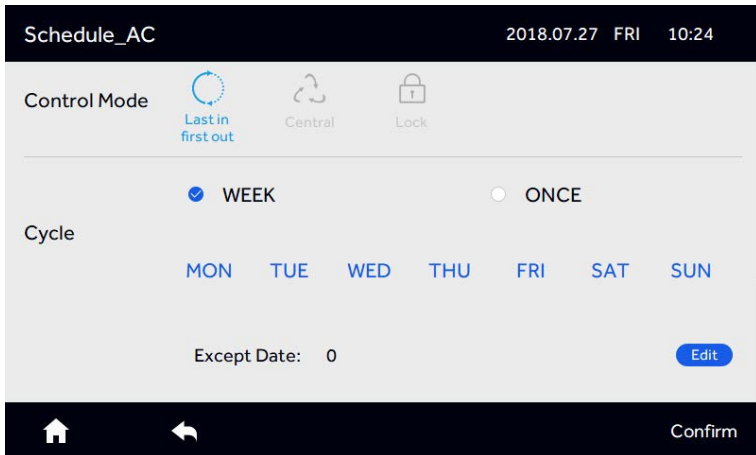 Schedule_AC 2018.07.27 FRI 10:24
Control Mode
Last in
first out
Central
Lock
WEEK ONCE
Cycle
MON TUE WED THU FRI SAT SUN
Except Date: 0 Edit
Confirm